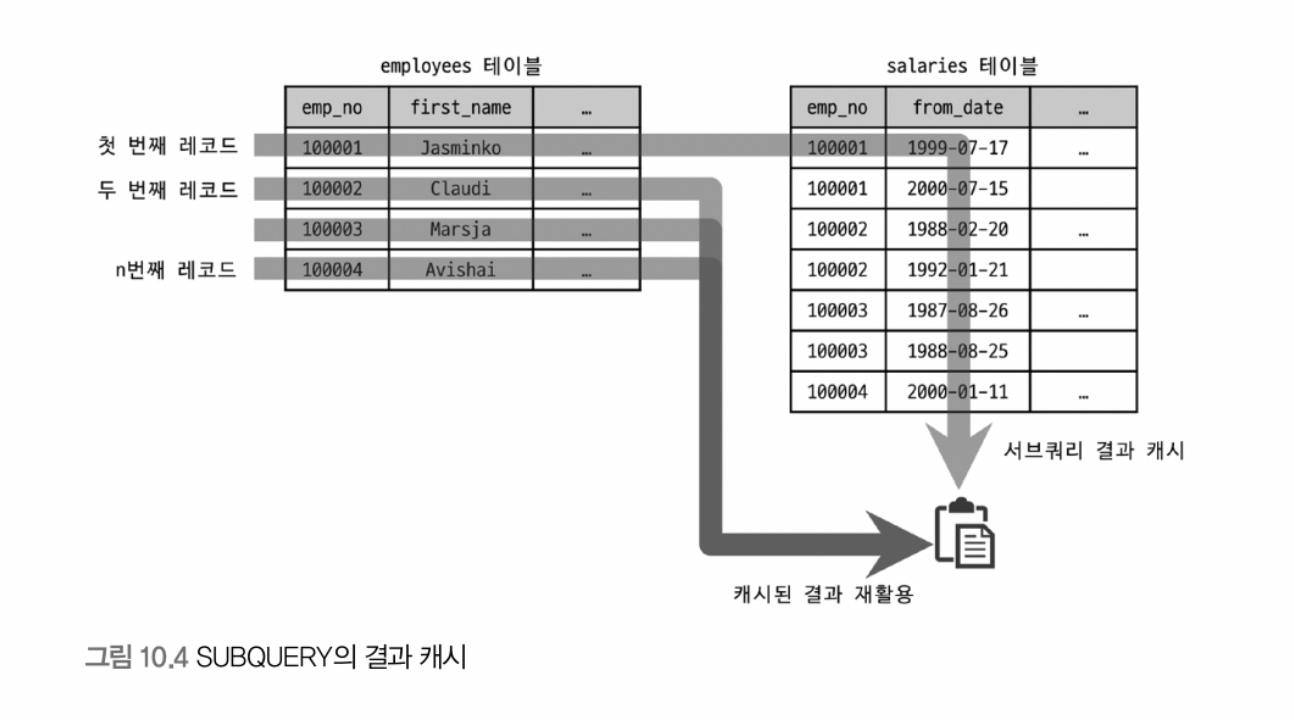 employees 테이블
emp_no first_name …
첫 번째 레코드 100001 Jasminko …
두 번째 레코드 100002 Claudi …
100003 Marsja …
n번째 레코드 100004 Avishai …
salaries 테이블
emp_no from_date …
100001 1999-07-17 …
100001 2000-07-15
100002 1988-02-20 …
100002 1992-01-21
100003 1987-08-26 …
100003 1988-08-25
100004 2000-01-11 …
서브쿼리 결과 캐시
캐시된 결과 재활용
그림 10.4 SUBQUERY의 결과 캐시